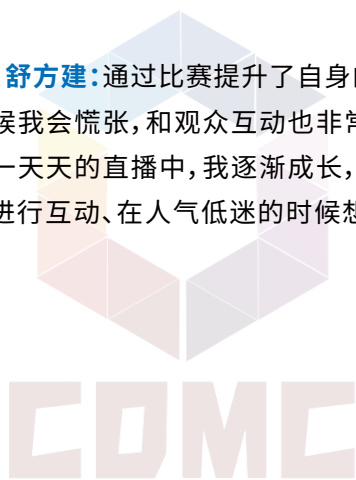 舒方建：通过比赛提升了自身
候我会慌张，和观众互动也非常
一天天的直播中，我逐渐成长，
进行互动、在人气低迷的时候想
CDMC